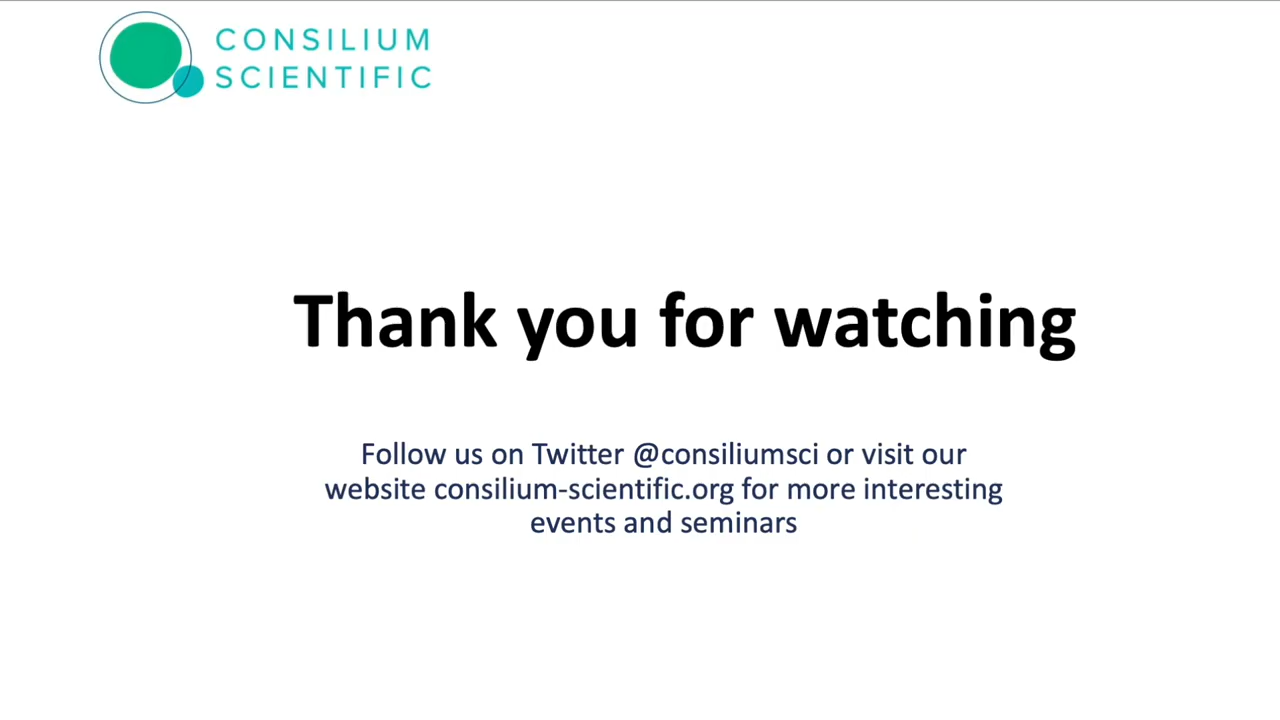 CONSILIUM
SCIENTIFIC
Thank you for watching
Follow us on Twitter @consiliumsci or visit our
website consilium-scientific.org for more interesting
events and seminars